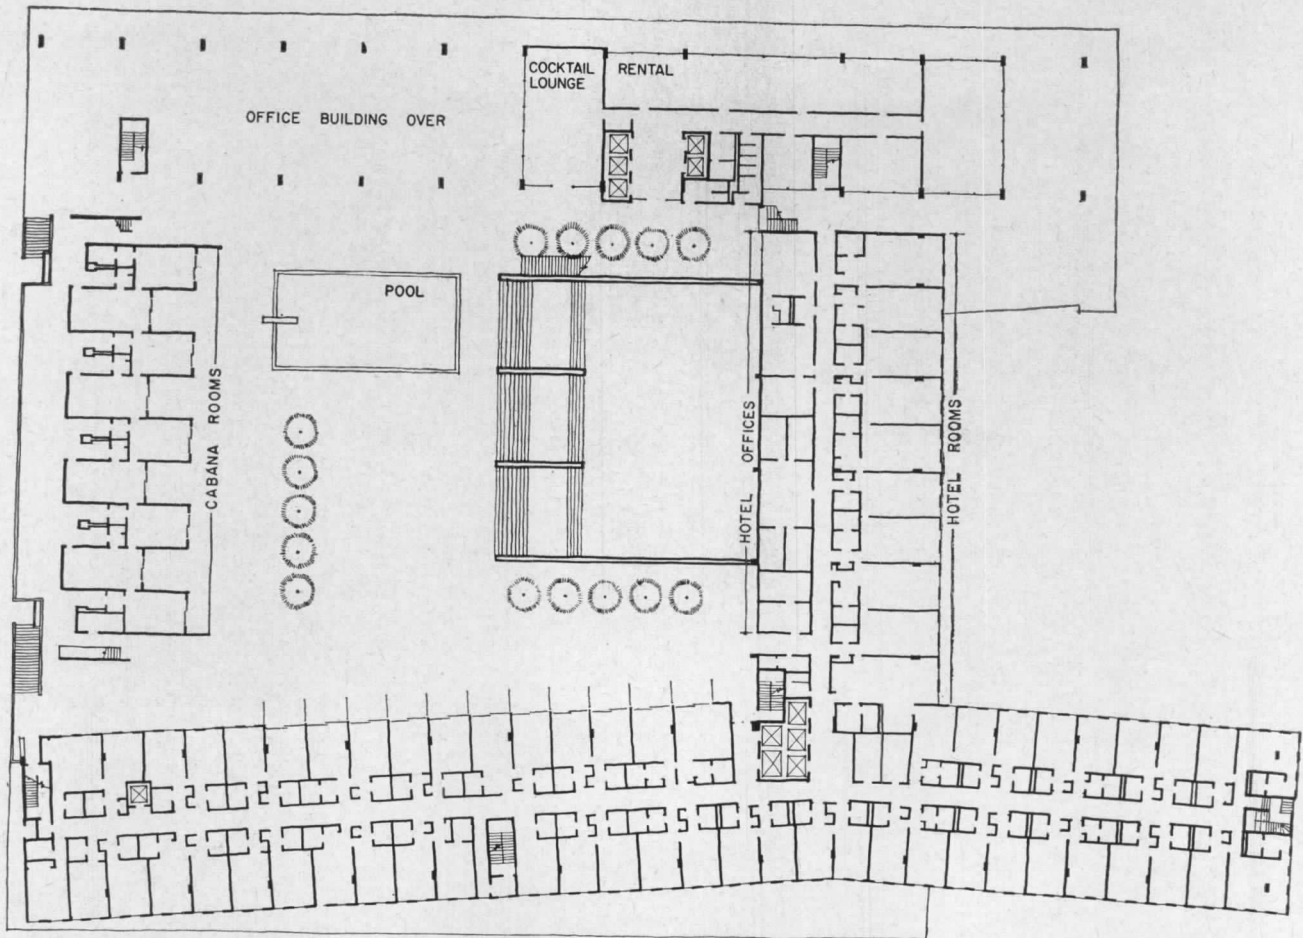 COCKTAIL
LOUNGE
RENTAL
OFFICE BUILDING OVER
POOL
CABANA ROOMS
HOTEL OFFICES
HOTEL ROOMS